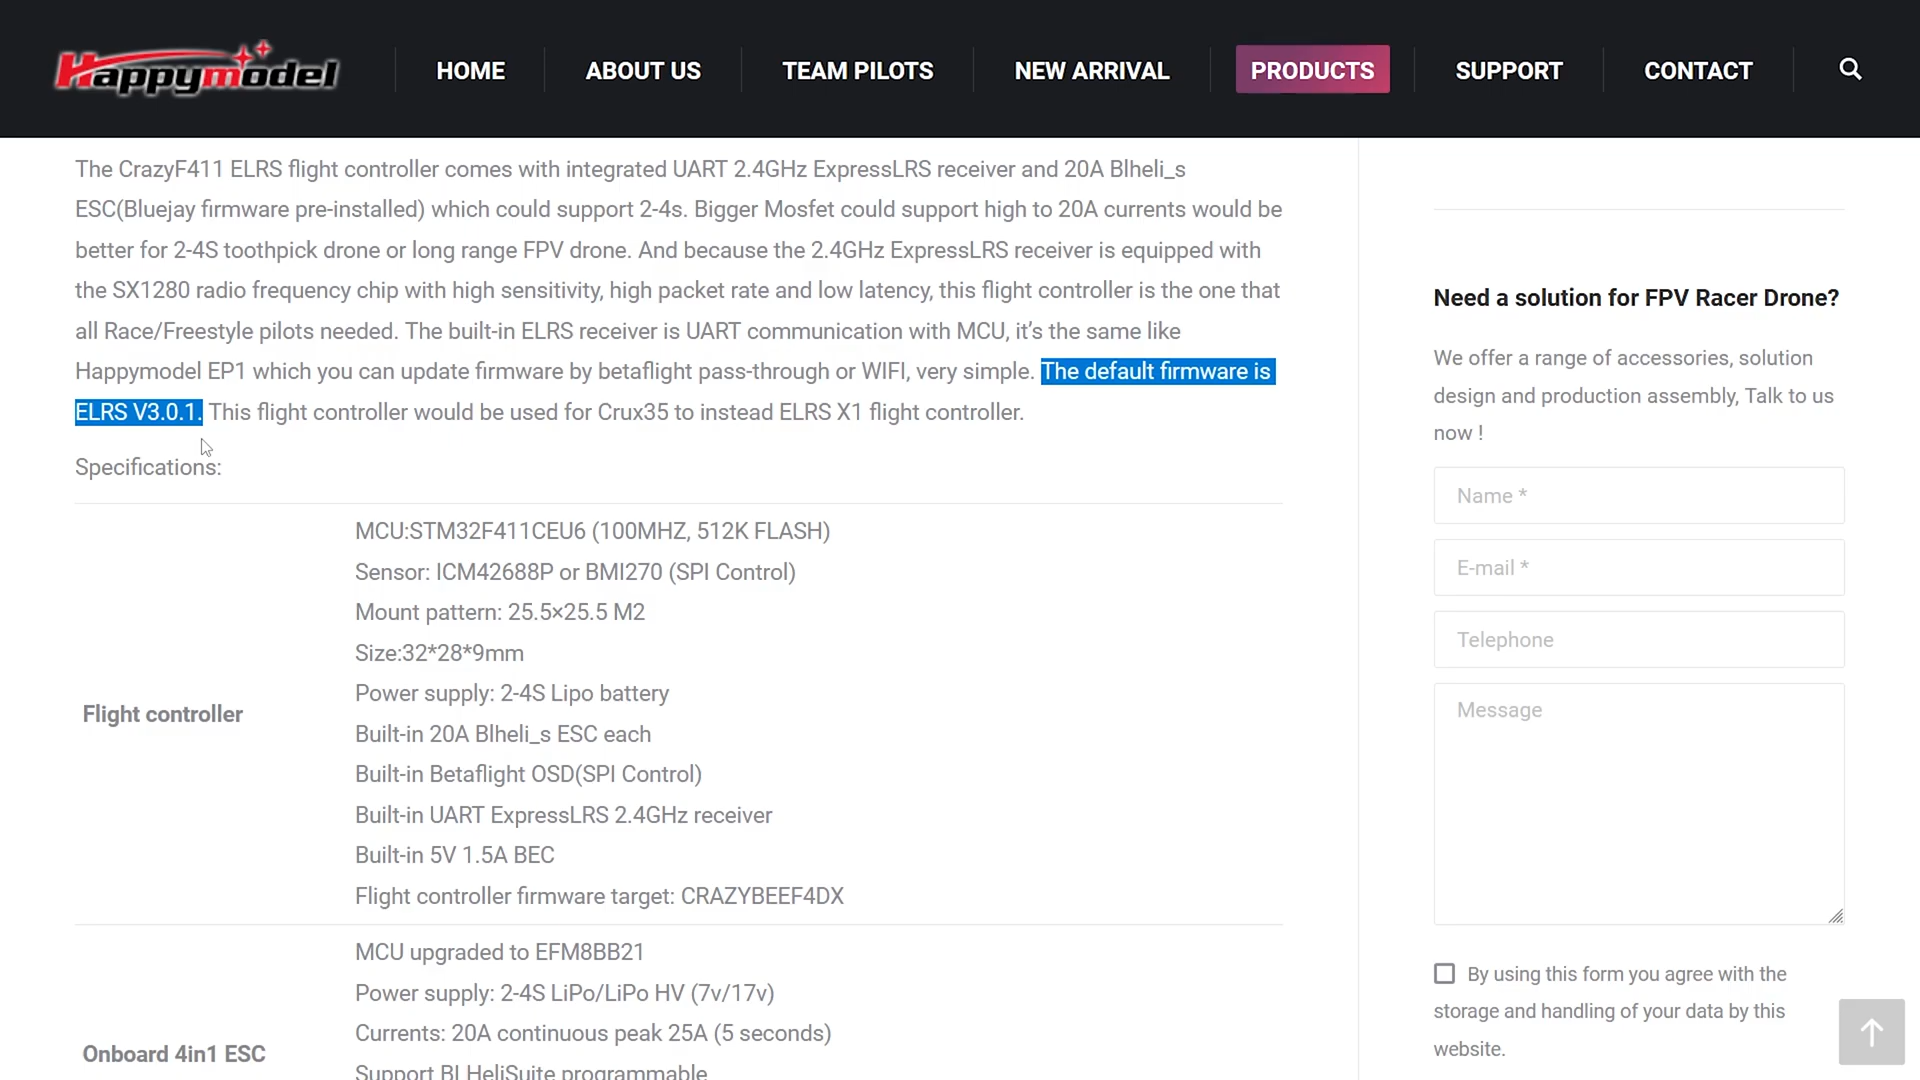 Happymodel
HOME
ABOUT US
TEAM PILOTS
NEW ARRIVAL
PRODUCTS
SUPPORT
CONTACT
The CrazyF411 ELRS flight controller comes with integrated UART 2.4GHz ExpressLRS receiver and 20A Blheli_s
ESC(Bluejay firmware pre-installed) which could support 2-4s. Bigger Mosfet could support high to 20A currents would be
better for 2-4S toothpick drone or long range FPV drone. And because the 2.4GHz ExpressLRS receiver is equipped with
the SX1280 radio frequency chip with high sensitivity, high packet rate and low latency, this flight controller is the one that
all Race/Freestyle pilots needed. The built-in ELRS receiver is UART communication with MCU, it’s the same like
Happymodel EP1 which you can update firmware by betaflight pass-through or WIFI, very simple. The default firmware is
ELRS V3.0.1. This flight controller would be used for Crux35 to instead ELRS X1 flight controller.
Specifications:
Flight controller
MCU:STM32F411CEU6 (100MHZ, 512K FLASH)
Sensor: ICM42688P or BMI270 (SPI Control)
Mount pattern: 25.5×25.5 M2
Size:32*28*9mm
Power supply: 2-4S Lipo battery
Built-in 20A Blheli_s ESC each
Built-in Betaflight OSD(SPI Control)
Built-in UART ExpressLRS 2.4GHz receiver
Built-in 5V 1.5A BEC
Flight controller firmware target: CRAZYBEEF4DX
Onboard 4in1 ESC
MCU upgraded to EFM8BB21
Power supply: 2-4S LiPo/LiPo HV (7v/17v)
Currents: 20A continuous peak 25A (5 seconds)
Support BLHeliSuite programmable
Need a solution for FPV Racer Drone?
We offer a range of accessories, solution
design and production assembly, Talk to us
now !
Name *
E-mail *
Telephone
Message
By using this form you agree with the
storage and handling of your data by this
website.